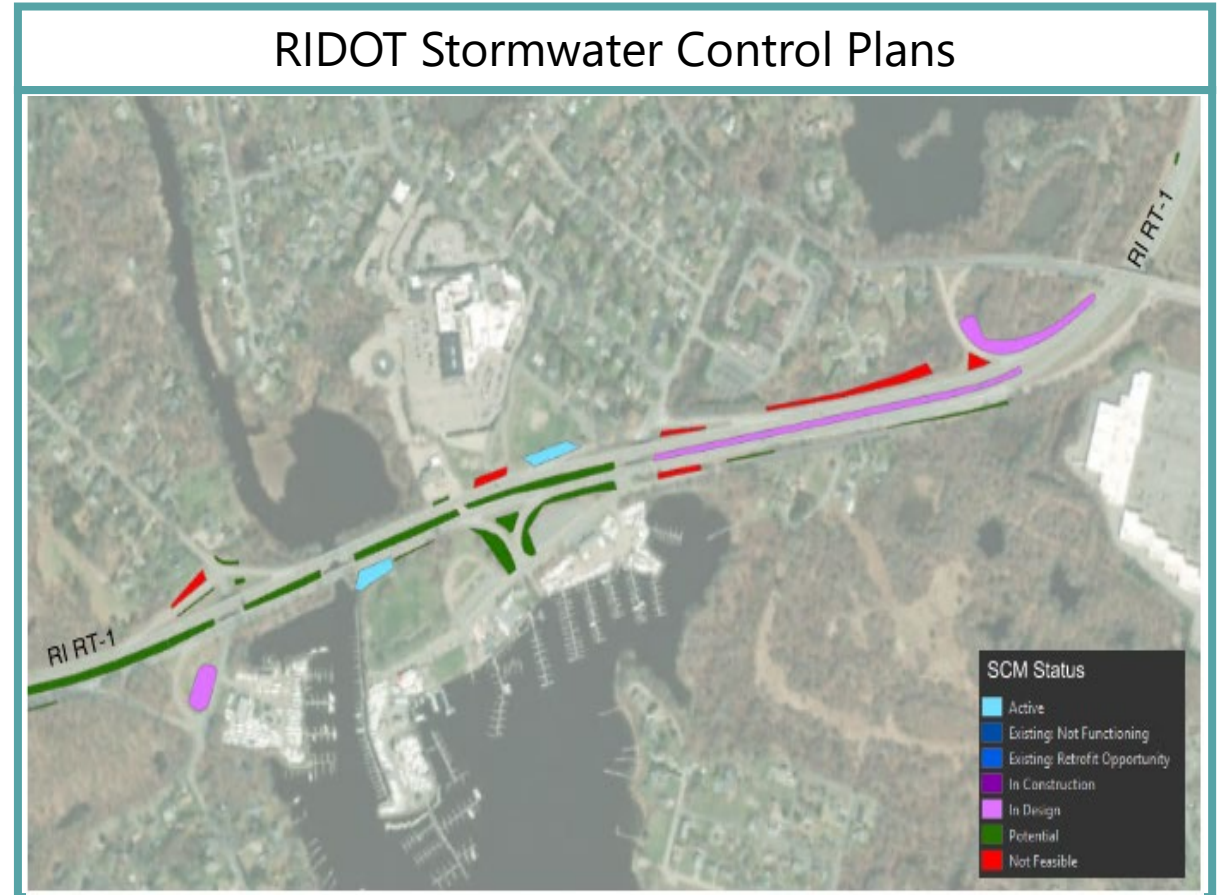 RIDOT Stormwater Control Plans
RI RT-1
RI RT-1
SCM Status
Active
Existing: Not Functioning
Existing: Retrofit Opportunity
In Construction
In Design
Potential
Not Feasible